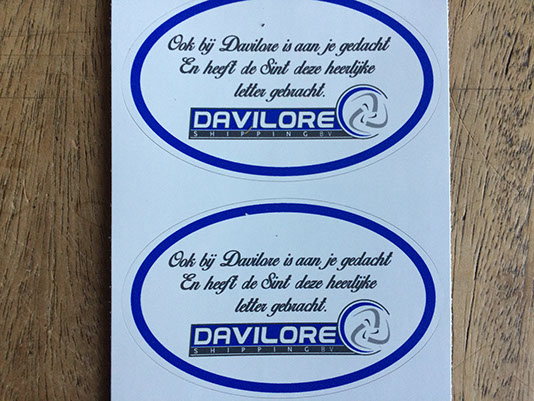 Ook bij Davilore is aan je gedacht
En heeft de Sint deze heerlijke
letter gebracht.
DAVILORE
SHIPPING BV
Ook bij Davilore is aan je gedacht
En heeft de Sint deze heerlijke
letter gebracht.
DAVILORE
SHIPPING BV